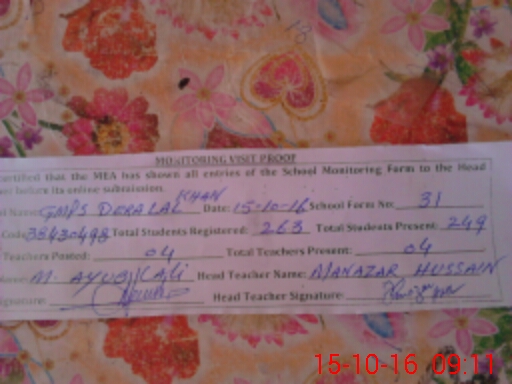 18
MONITORING VISIT PROOF
certified that the MEA has shown all entries of the School Monitoring Form to the Head
before its online submission.
Name: GMPS DERA LAL KHAN Date: 15-10-16 School Form No: 31
Code: 38430498 Total Students Registered: 263 Total Students Present: 249
Teachers Posted: 04 Total Teachers Present: 04
M. AYUB Head Teacher Name: MANAZAR HUSSAIN
Signature: Head Teacher Signature:
15-10-16 09:11